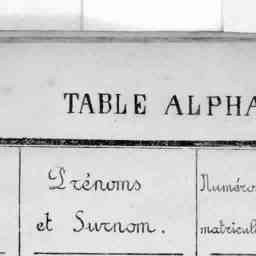 TABLE ALPHA
Prénoms
et Surnom.
Numéro
matricul